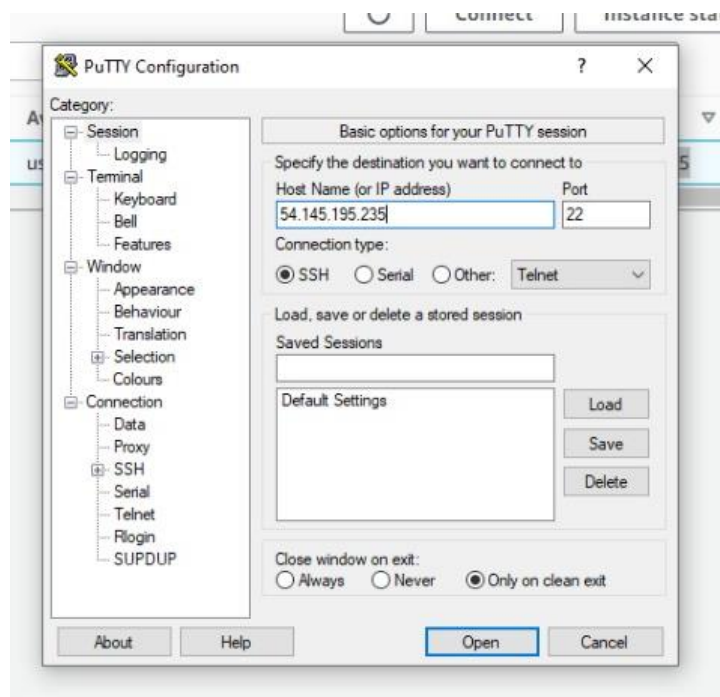 Connect
Instance sta
PuTTY Configuration
?
Category:
Session
Logging
Terminal
Keyboard
Bell
Features
Window
Appearance
Behaviour
Translation
Selection
Colours
Connection
Data
Proxy
SSH
Serial
Telnet
Rlogin
SUPDUP
Basic options for your PuTTY session
Specify the destination you want to connect to
Host Name (or IP address) Port
54.145.195.235 22
Connection type:
SSH Serial Other: Telnet
Load, save or delete a stored session
Saved Sessions
Default Settings
Load
Save
Delete
Close window on exit:
Always Never Only on clean exit
About Help Open Cancel
5